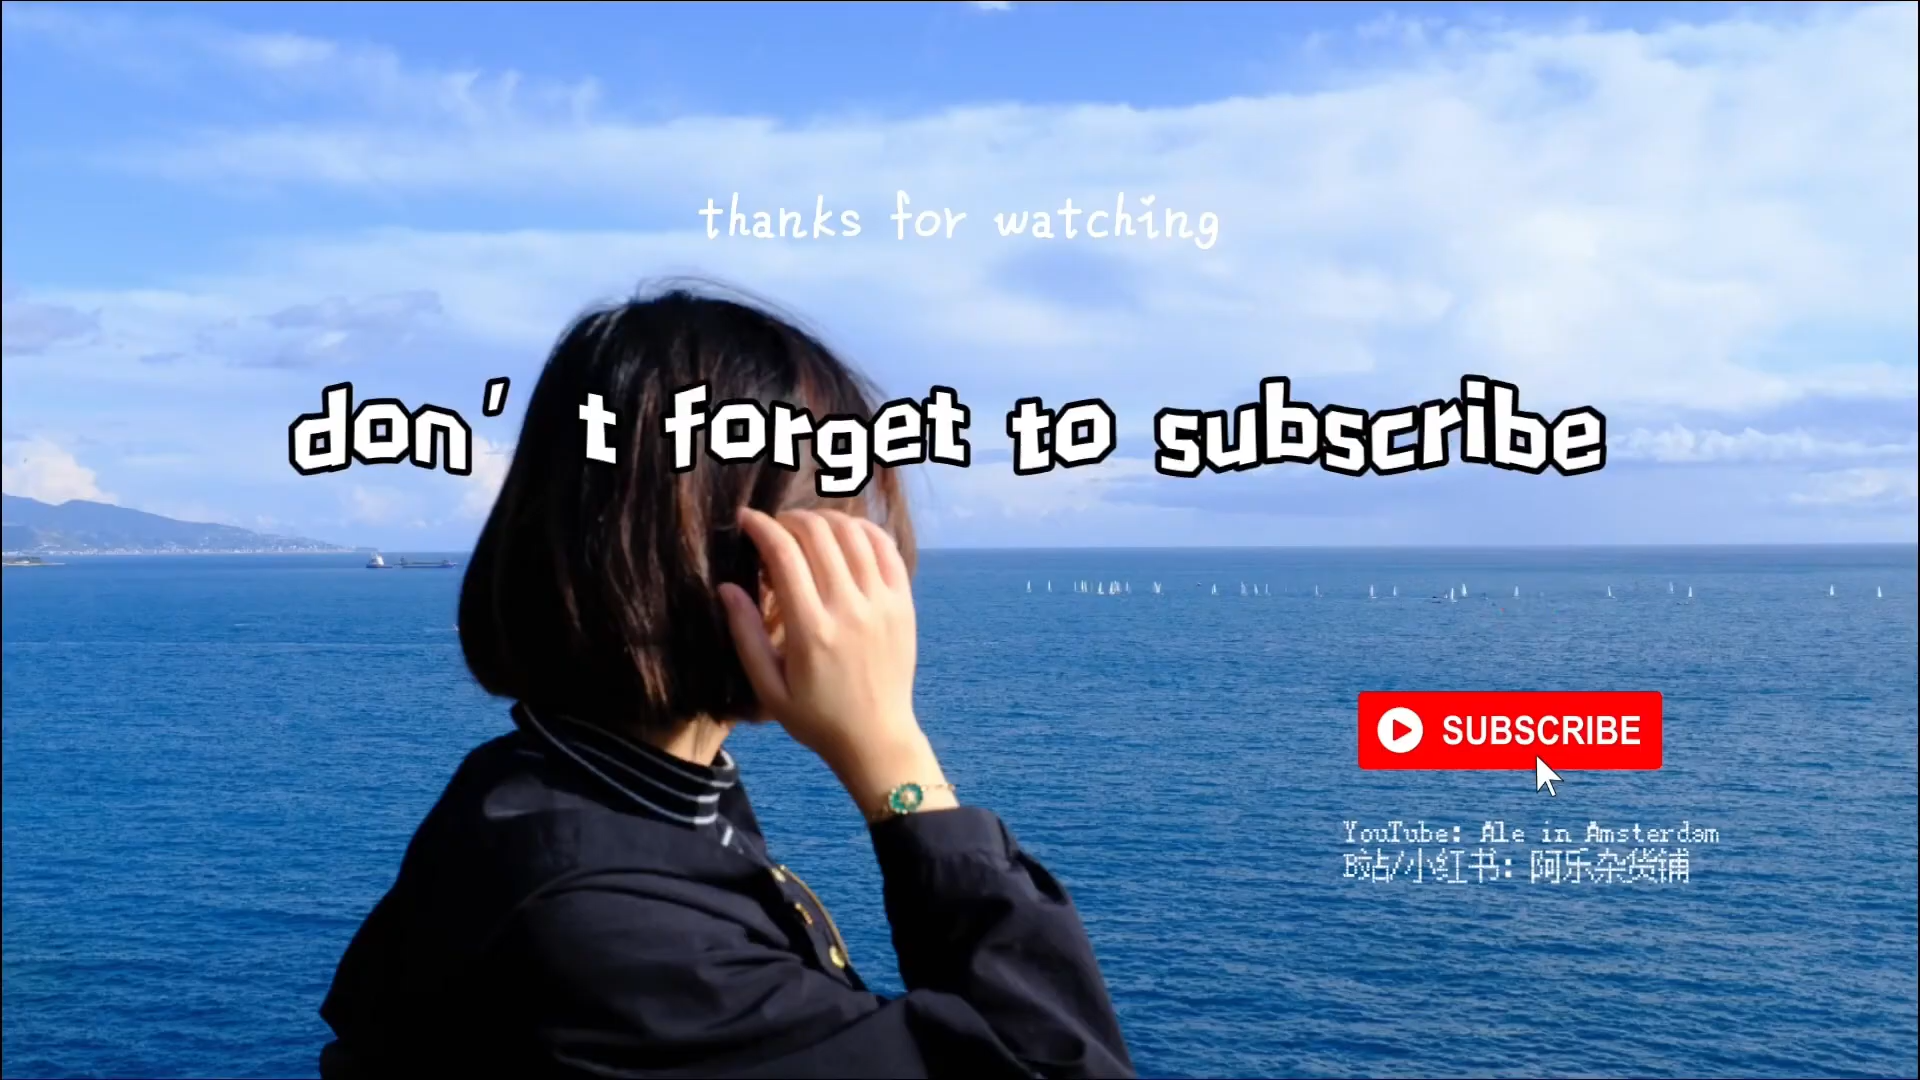 thanks for watching
don't forget to subscribe
SUBSCRIBE
YouTube: Ale in Amsterdam
B站/小红书: 阿乐杂货铺